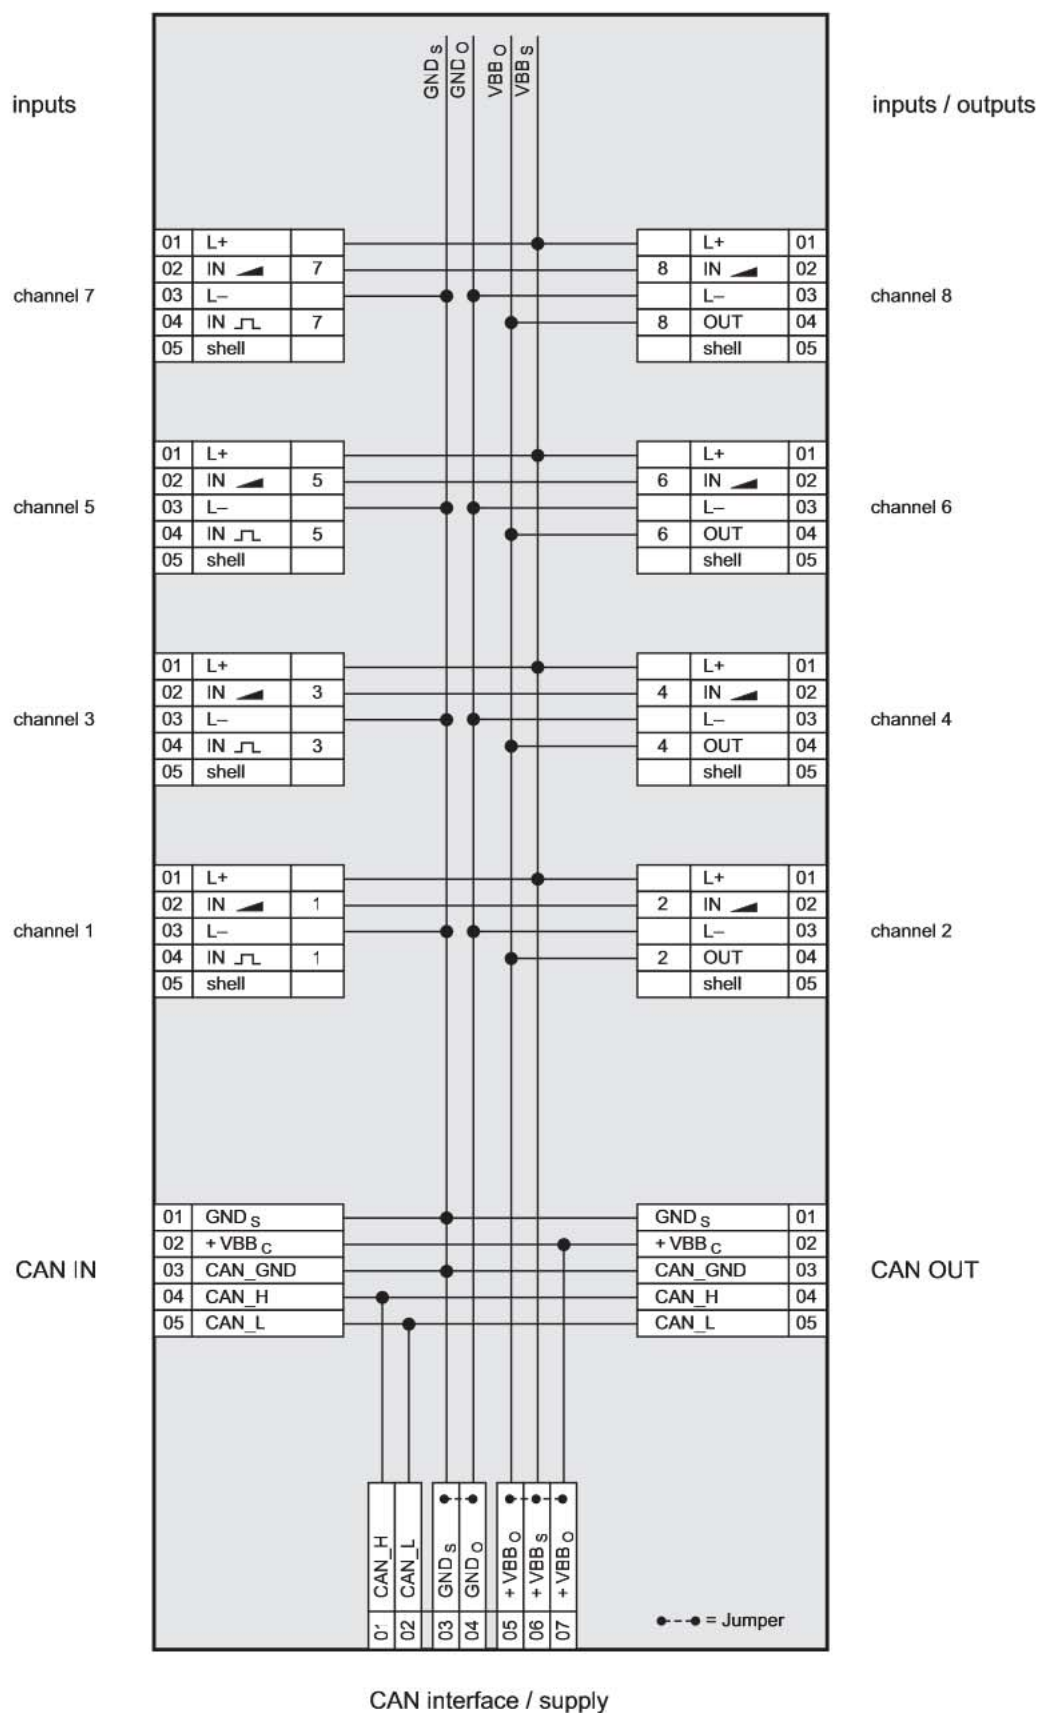 GND S
GND O
VBB O
VBB S
inputs
inputs / outputs
01 L+
02 IN 7
03 L–
04 IN 7
05 shell
channel 7
L+ 01
8 IN 02
L– 03
8 OUT 04
shell 05
channel 8
01 L+
02 IN 5
03 L–
04 IN 5
05 shell
channel 5
L+ 01
6 IN 02
L– 03
6 OUT 04
shell 05
channel 6
01 L+
02 IN 3
03 L–
04 IN 3
05 shell
channel 3
L+ 01
4 IN 02
L– 03
4 OUT 04
shell 05
channel 4
01 L+
02 IN 1
03 L–
04 IN 1
05 shell
channel 1
L+ 01
2 IN 02
L– 03
2 OUT 04
shell 05
channel 2
01 GND S
02 + VBB C
03 CAN_GND
04 CAN_H
05 CAN_L
CAN IN
GND S 01
+ VBB C 02
CAN_GND 03
CAN_H 04
CAN_L 05
CAN OUT
01 CAN_H
02 CAN_L
03 GND S
04 GND O
05 + VBB O
06 + VBB S
07 + VBB O
= Jumper
CAN interface / supply